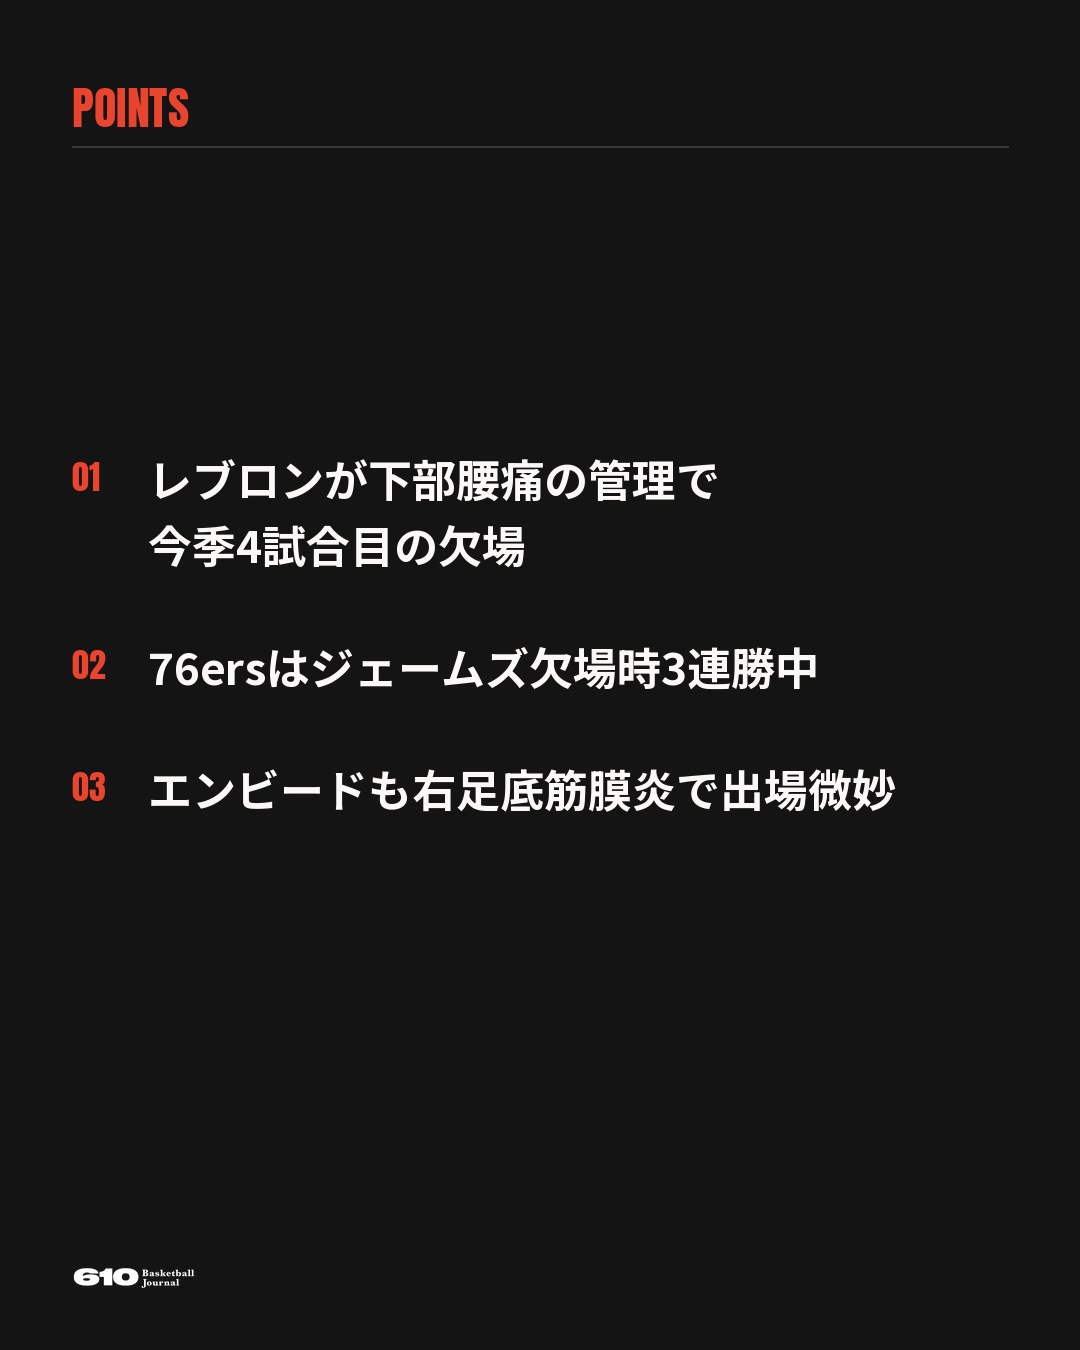 POINTS
01 レブロンが下部腰痛の管理で
今季4試合目の欠場
02 76ersはジェームズ欠場時3連勝中
03 エンビードも右足底筋膜炎で出場微妙
610 Basketball
Journal